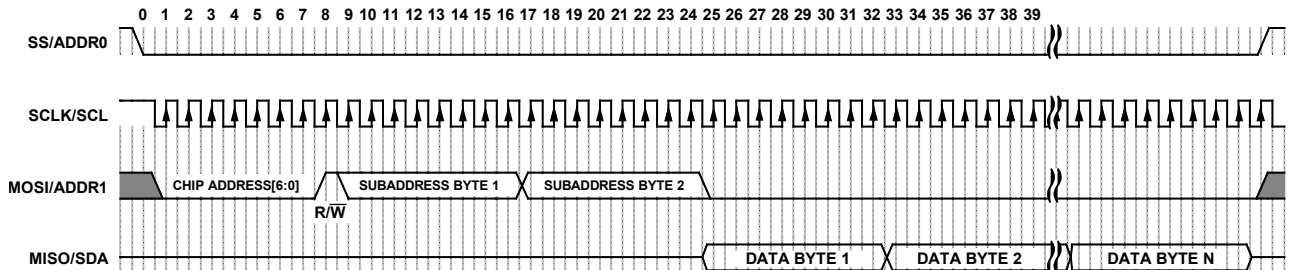 0 1 2 3 4 5 6 7 8 9 10 11 12 13 14 15 16 17 18 19 20 21 22 23 24 25 26 27 28 29 30 31 32 33 34 35 36 37 38 39
SS/ADDR0
SCLK/SCL
MOSI/ADDR1 CHIP ADDRESS[6:0] SUBADDRESS BYTE 1 SUBADDRESS BYTE 2
R/W̅
MISO/SDA DATA BYTE 1 DATA BYTE 2 DATA BYTE N